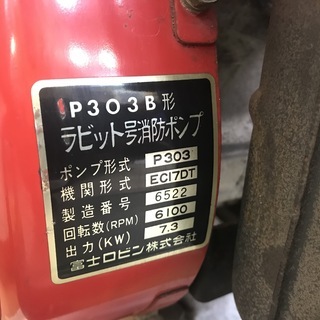 P303B形
ラビット号消防ポンプ
ポンプ形式 P303
機関形式 EC17DT
製造番号 6522
回転数(RPM) 6100
出力(KW) 7.3
富士ロビン株式会社